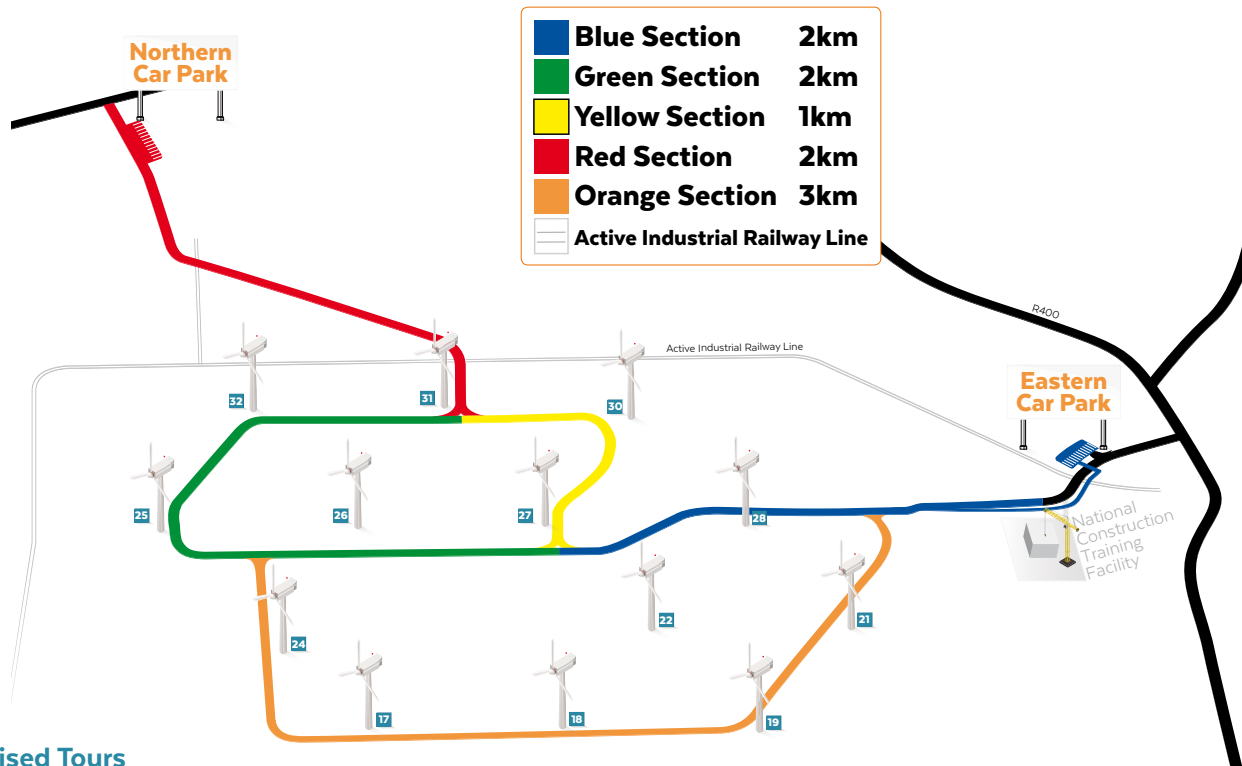 Northern
Car Park
Blue Section 2km
Green Section 2km
Yellow Section 1km
Red Section 2km
Orange Section 3km
Active Industrial Railway Line
R400
Active Industrial Railway Line
Eastern
Car Park
32
31
30
25
26
27
28
National
Construction
Training
Facility
24
22
21
17
18
19
ised Tours